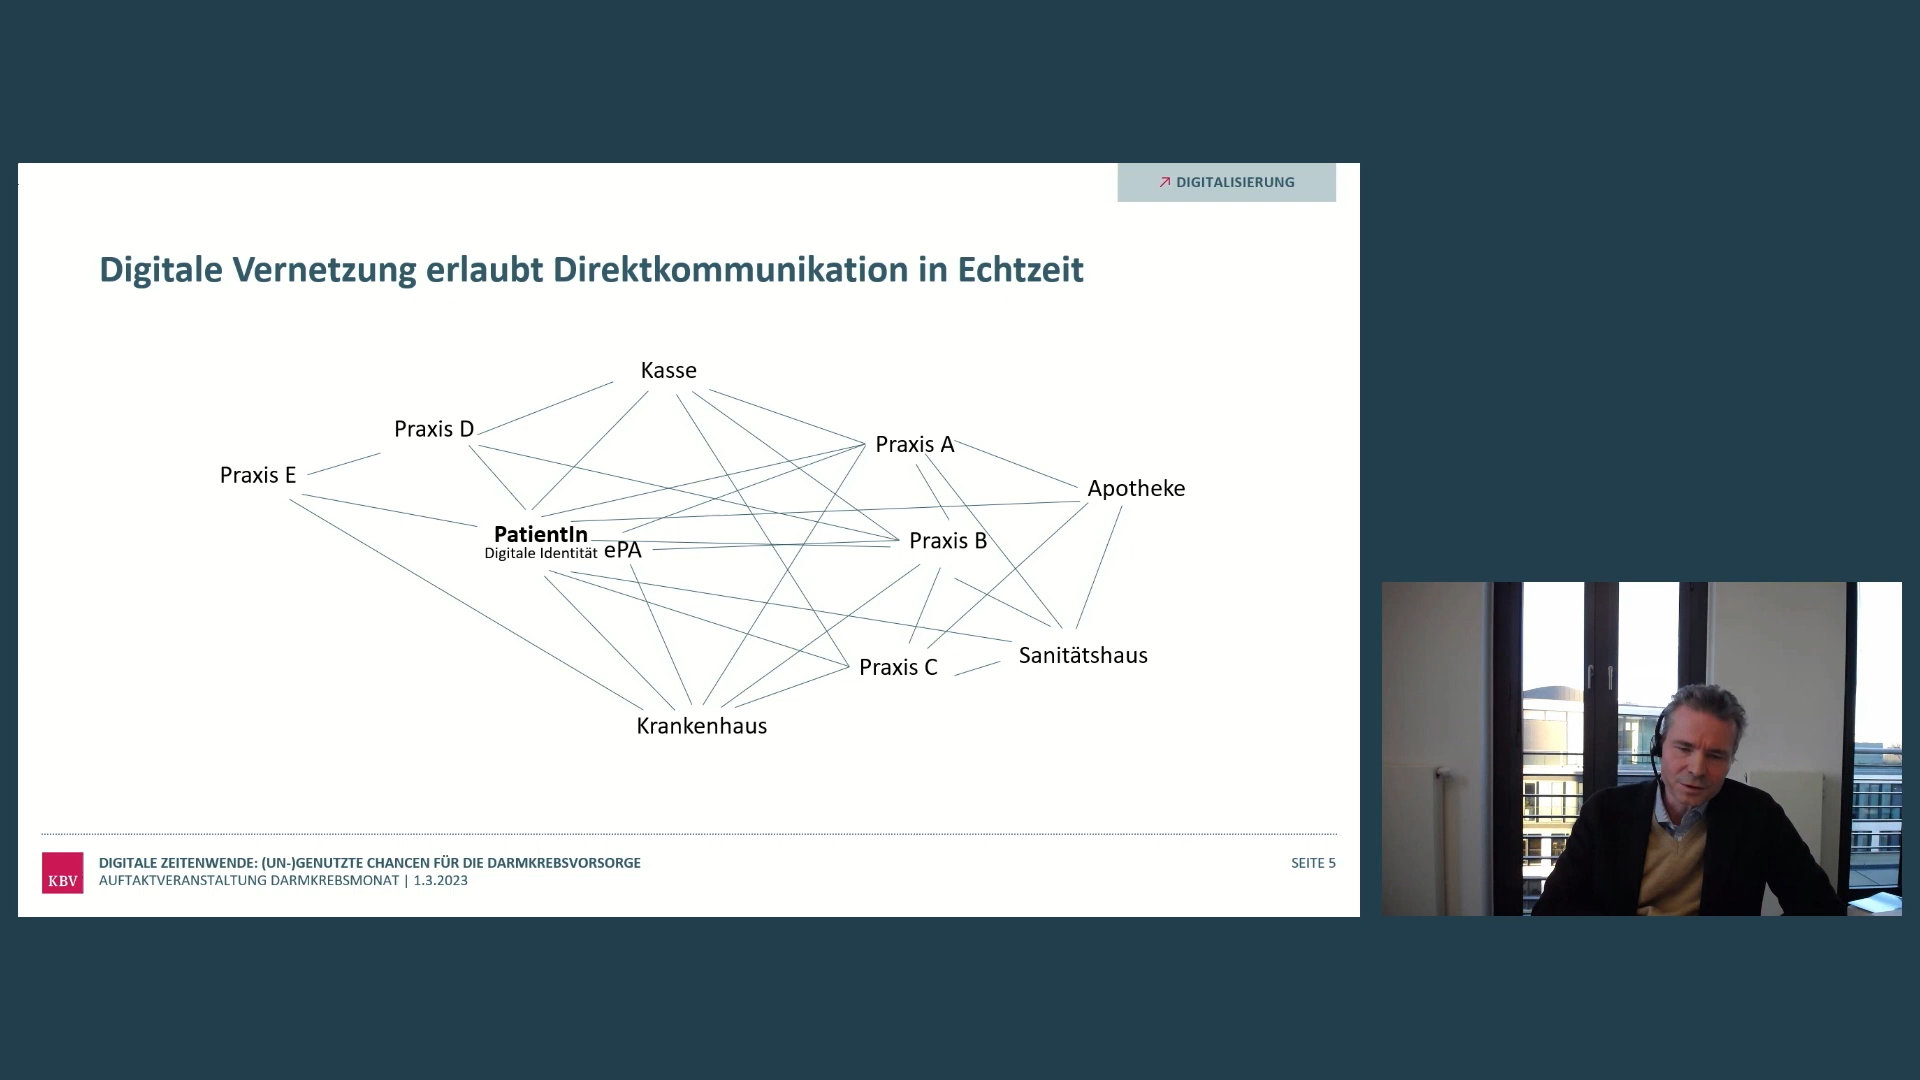 DIGITALISIERUNG
Digitale Vernetzung erlaubt Direktkommunikation in Echtzeit
Kasse
Praxis D
Praxis A
Praxis E
Apotheke
PatientIn
Digitale Identität ePA
Praxis B
Sanitätshaus
Praxis C
Krankenhaus
KBV
DIGITALE ZEITENWENDE: (UN-)GENUTZTE CHANCEN FÜR DIE DARMKREBSVORSORGE
AUFTAKTVERANSTALTUNG DARMKREBSMONAT | 1.3.2023
SEITE 5